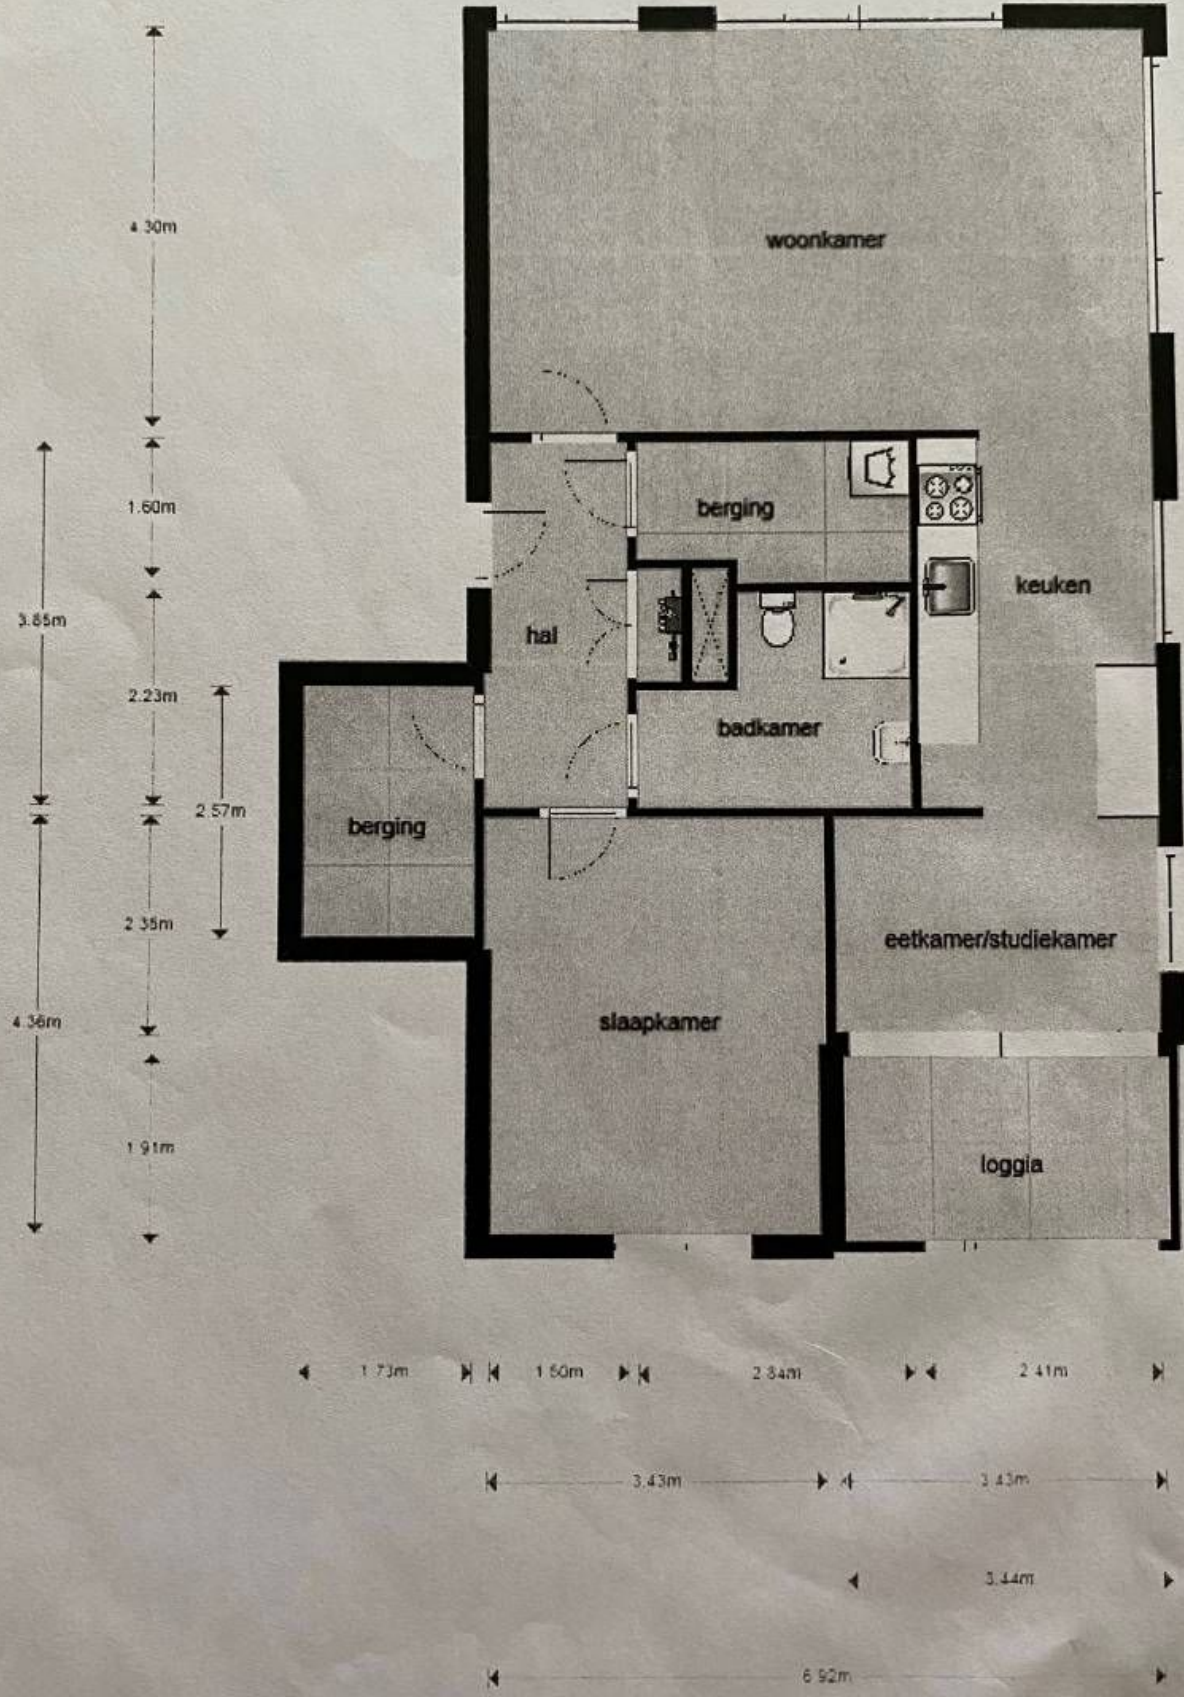 4.30m
woonkamer
1.60m
berging
keuken
3.85m
hal
2.23m
badkamer
2.57m
berging
2.35m
eetkamer/studiekamer
4.36m
slaapkamer
1.91m
loggia
1.73m
1.50m
2.84m
2.41m
3.43m
3.43m
3.44m
6.92m